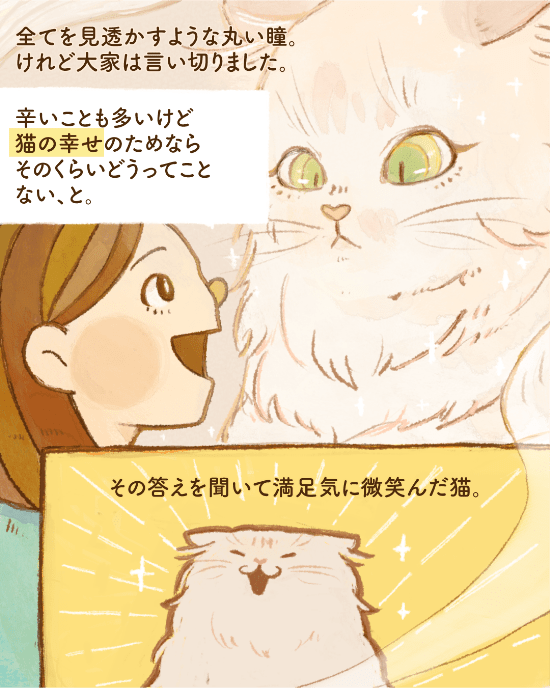 全てを見透かすような丸い瞳。
けれど大家は言い切りました。
辛いことも多いけど
猫の幸せのためなら
そのくらいどうってこと
ない、と。
その答えを聞いて満足気に微笑んだ猫。